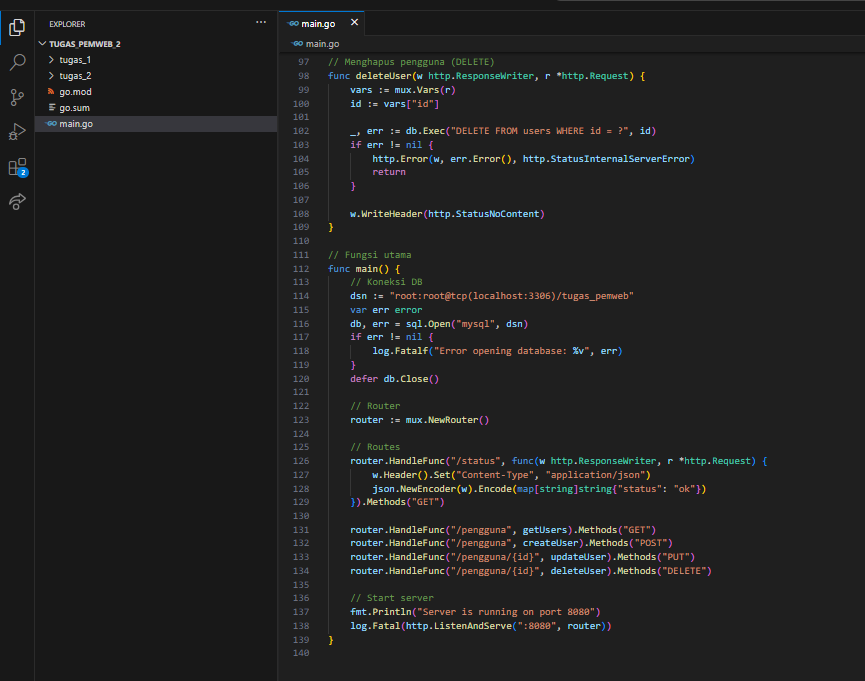 EXPLORER
TUGAS_PEMWEB_2
tugas_1
tugas_2
go.mod
go.sum
main.go
2
main.go
main.go
97 // Menghapus pengguna (DELETE)
98 func deleteUser(w http.ResponseWriter, r *http.Request) {
99 vars := mux.Vars(r)
100 id := vars["id"]
101
102 _, err := db.Exec("DELETE FROM users WHERE id = ?", id)
103 if err != nil {
104 http.Error(w, err.Error(), http.StatusInternalServerError)
105 return
106 }
107
108 w.WriteHeader(http.StatusNoContent)
109 }
110
111 // Fungsi utama
112 func main() {
113 // Koneksi DB
114 dsn := "root:root@tcp(localhost:3306)/tugas_pemweb"
115 var err error
116 db, err = sql.Open("mysql", dsn)
117 if err != nil {
118 log.Fatalf("Error opening database: %v", err)
119 }
120 defer db.Close()
121
122 // Router
123 router := mux.NewRouter()
124
125 // Routes
126 router.HandleFunc("/status", func(w http.ResponseWriter, r *http.Request) {
127 w.Header().Set("Content-Type", "application/json")
128 json.NewEncoder(w).Encode(map[string]string{"status": "ok"})
129 }).Methods("GET")
130
131 router.HandleFunc("/pengguna", getUsers).Methods("GET")
132 router.HandleFunc("/pengguna", createUser).Methods("POST")
133 router.HandleFunc("/pengguna/{id}", updateUser).Methods("PUT")
134 router.HandleFunc("/pengguna/{id}", deleteUser).Methods("DELETE")
135
136 // Start server
137 fmt.Println("Server is running on port 8080")
138 log.Fatal(http.ListenAndServe(":8080", router))
139 }
140